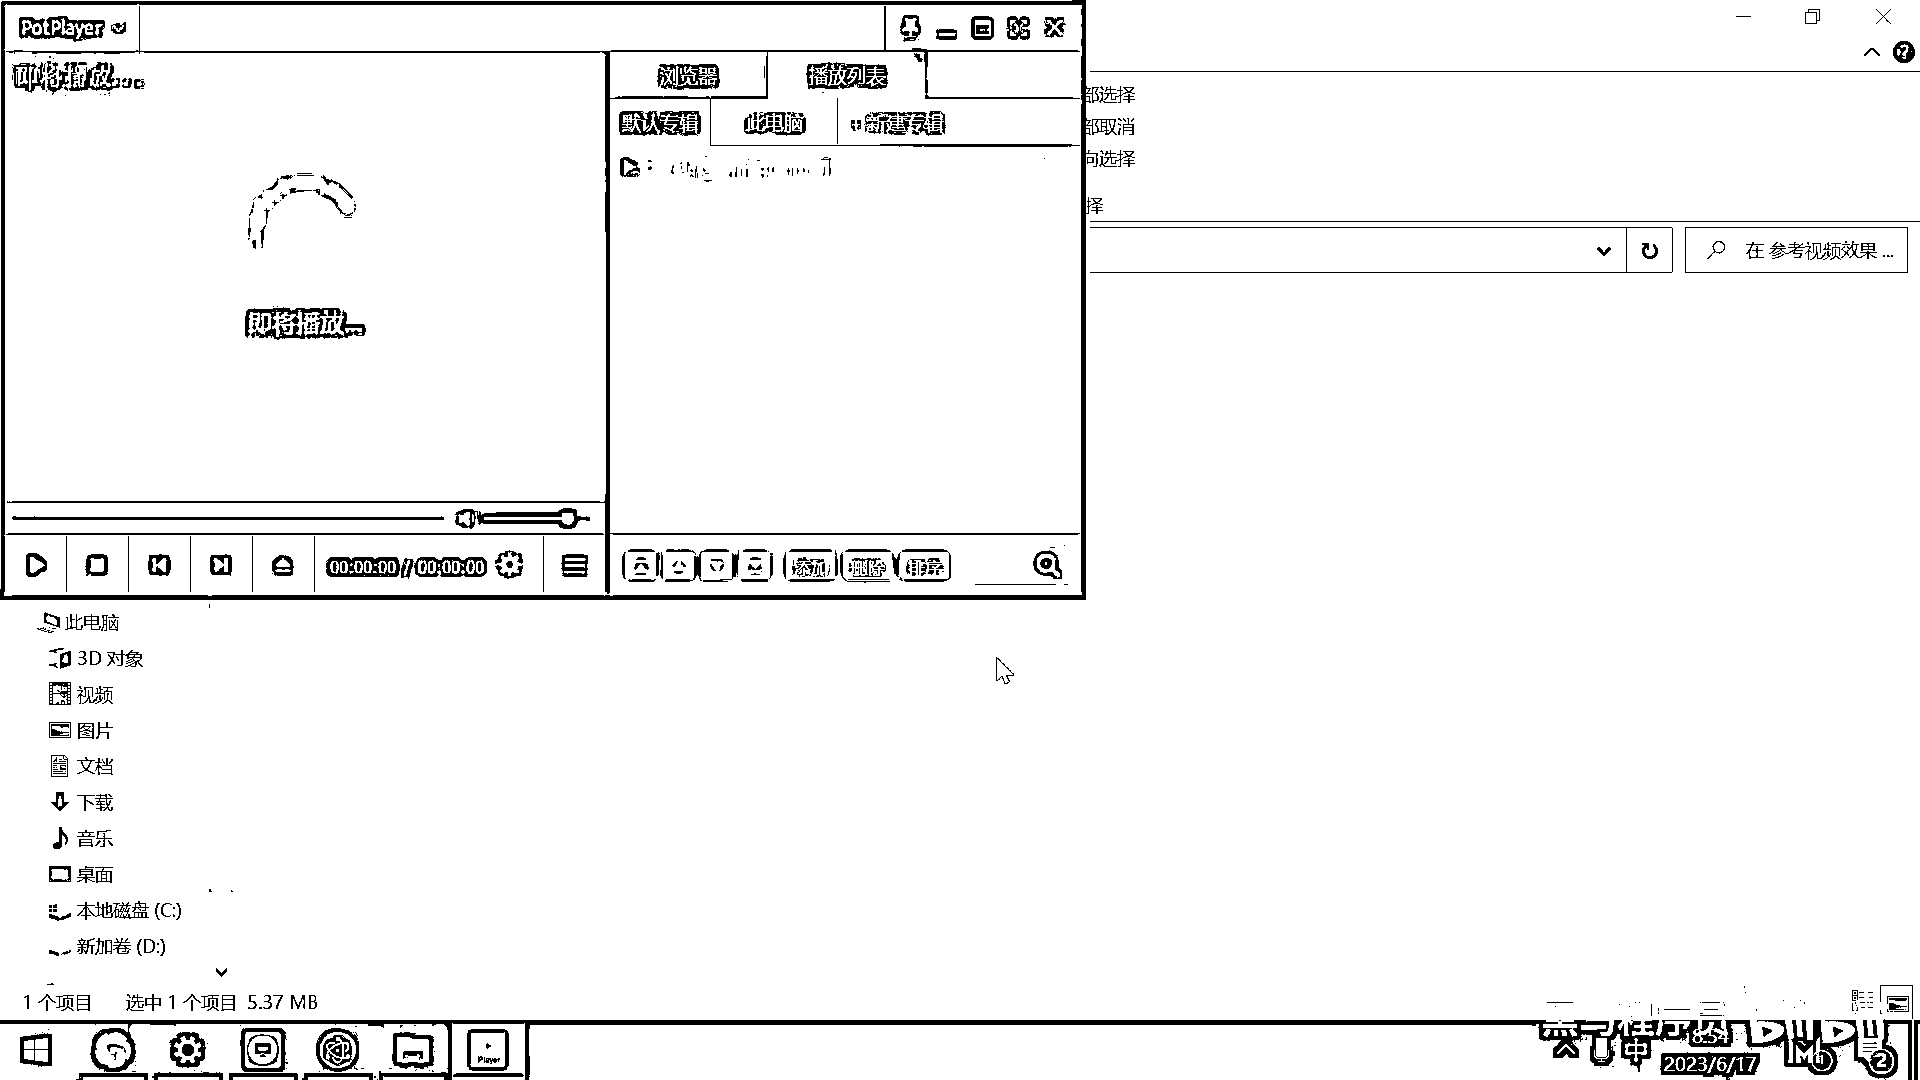 PotPlayer
即将播放...
浏览器
播放列表
默认专辑
此电脑
+新建专辑
部选择
部取消
向选择
择
在 参考视频效果 ...
即将播放...
00:00:00 / 00:00:00
添加
删除
排序
此电脑
3D 对象
视频
图片
文档
下载
音乐
桌面
本地磁盘 (C:)
新加卷 (D:)
1 个项目
选中 1 个项目 5.37 MB
Player
中
8:54
2023/6/17
2